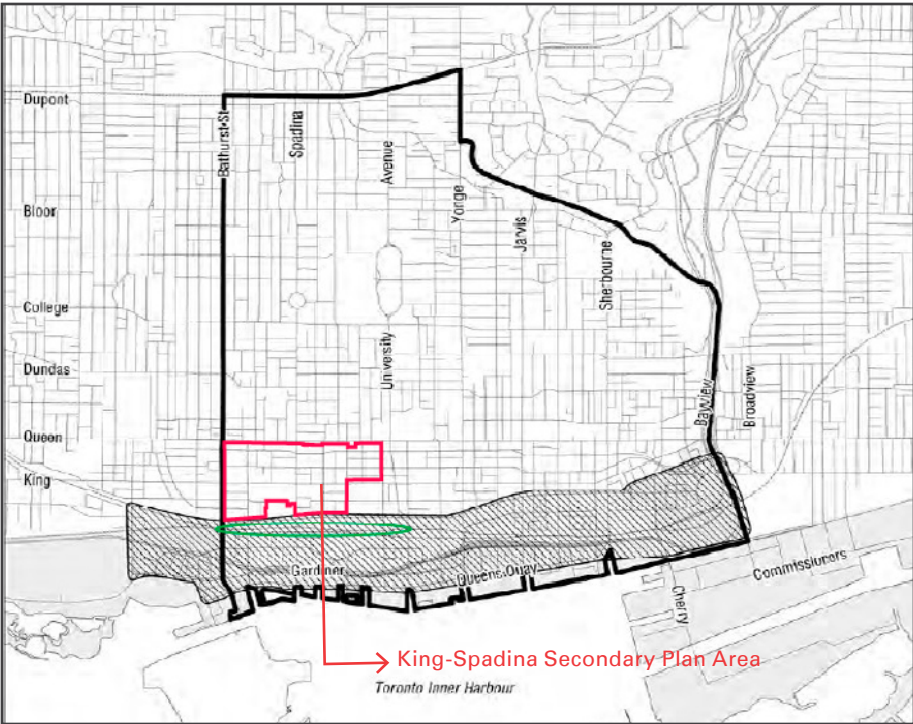 Dupont
Bathurst St
Spadina
Avenue
Yonge
Bloor
Jarvis
Sherbourne
College
University
Dundas
Bayview
Broadview
Queen
King
Gardiner
Queens Quay
Commissioners
Cherry
King-Spadina Secondary Plan Area
Toronto Inner Harbour